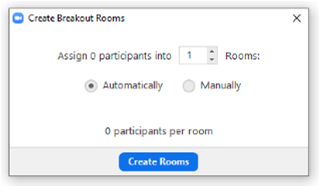 Create Breakout Rooms
Assign 0 participants into 1 Rooms:
Automatically Manually
0 participants per room
Create Rooms